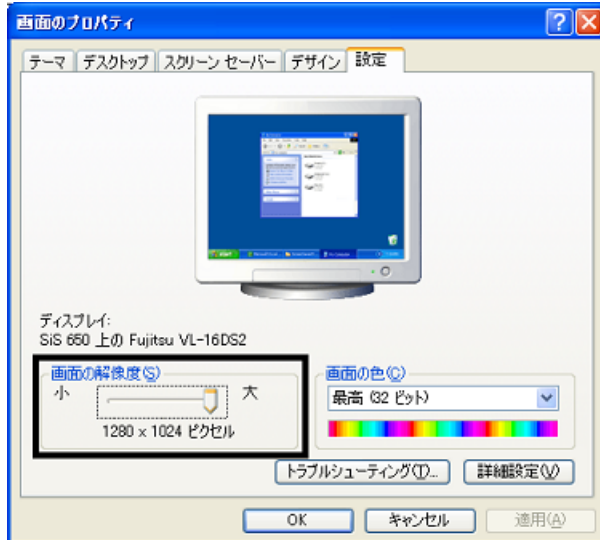 画面のプロパティ
テーマ デスクトップ スクリーン セーバー デザイン 設定
ディスプレイ:
SiS 650 上の Fujitsu VL-16DS2
画面の解像度(S)
小 大
1280 x 1024 ピクセル
画面の色(C)
最高 (32 ビット)
トラブルシューティング(T)... 詳細設定(V)
OK キャンセル 適用(A)